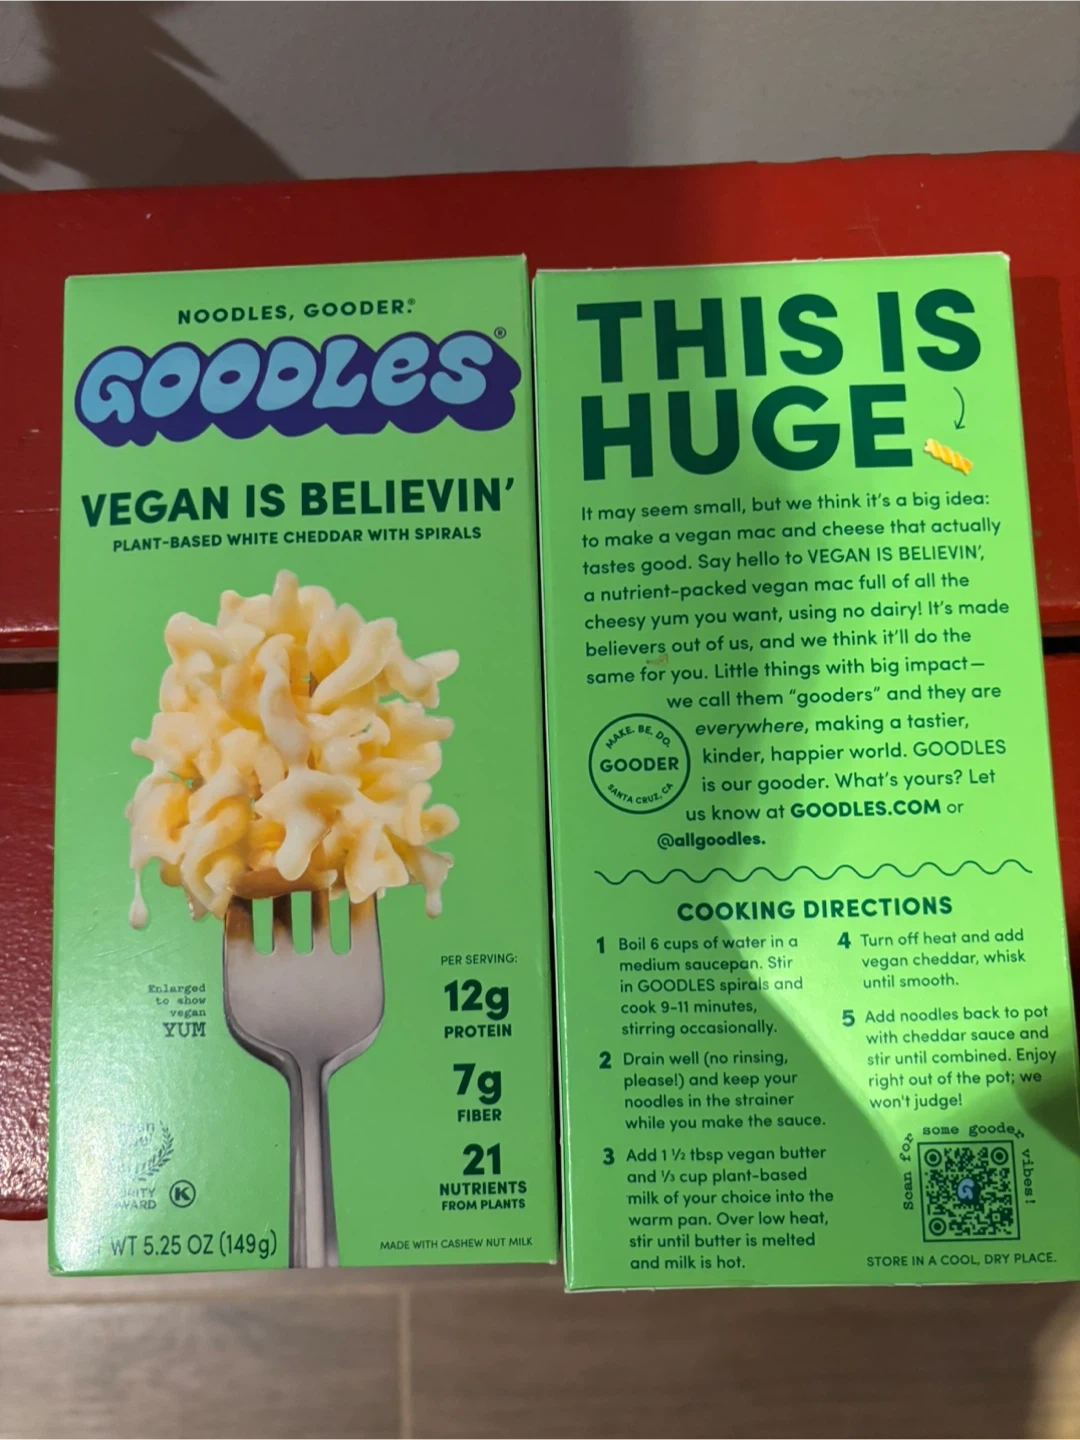 NOODLES, GOODER.®
GOODLES®
VEGAN IS BELIEVIN'
PLANT-BASED WHITE CHEDDAR WITH SPIRALS
Enlarged
to show
vegan
YUM
PER SERVING:
12g
PROTEIN
7g
FIBER
21
NUTRIENTS
FROM PLANTS
K
WT 5.25 OZ (149g)
MADE WITH CASHEW NUT MILK
THIS IS
HUGE
It may seem small, but we think it's a big idea:
to make a vegan mac and cheese that actually
tastes good. Say hello to VEGAN IS BELIEVIN',
a nutrient-packed vegan mac full of all the
cheesy yum you want, using no dairy! It's made
believers out of us, and we think it'll do the
same for you. Little things with big impact—
we call them "gooders" and they are
everywhere, making a tastier,
kinder, happier world. GOODLES
is our gooder. What's yours? Let
us know at GOODLES.COM or
@allgoodles.
MAKE. BE. DO.
GOODER
SANTA CRUZ, CA
COOKING DIRECTIONS
1 Boil 6 cups of water in a
medium saucepan. Stir
in GOODLES spirals and
cook 9-11 minutes,
stirring occasionally.
2 Drain well (no rinsing,
please!) and keep your
noodles in the strainer
while you make the sauce.
3 Add 1 ½ tbsp vegan butter
and ⅓ cup plant-based
milk of your choice into the
warm pan. Over low heat,
stir until butter is melted
and milk is hot.
4 Turn off heat and add
vegan cheddar, whisk
until smooth.
5 Add noodles back to pot
with cheddar sauce and
stir until combined. Enjoy
right out of the pot; we
won't judge!
Scan for some gooder vibes!
G
STORE IN A COOL, DRY PLACE.